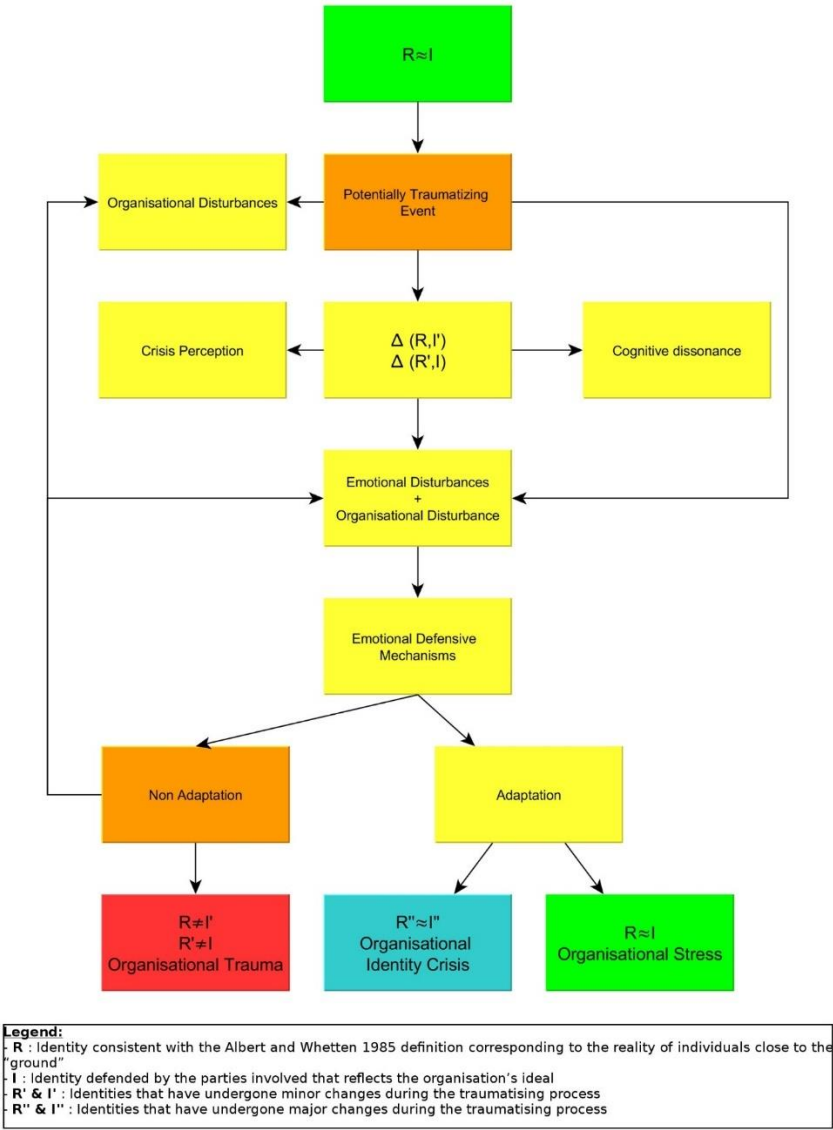 R≈I
Organisational Disturbances
Potentially Traumatizing
Event
Crisis Perception
Δ (R,I')
Δ (R',I)
Cognitive dissonance
Emotional Disturbances
+
Organisational Disturbance
Emotional Defensive
Mechanisms
Non Adaptation
Adaptation
R≠I'
R'≠I
Organisational Trauma
R''≈I''
Organisational
Identity Crisis
R≈I
Organisational Stress
Legend:
- R : Identity consistent with the Albert and Whetten 1985 definition corresponding to the reality of individuals close to the
"ground"
- I : Identity defended by the parties involved that reflects the organisation's ideal
- R' & I' : Identities that have undergone minor changes during the traumatising process
- R'' & I'' : Identities that have undergone major changes during the traumatising process